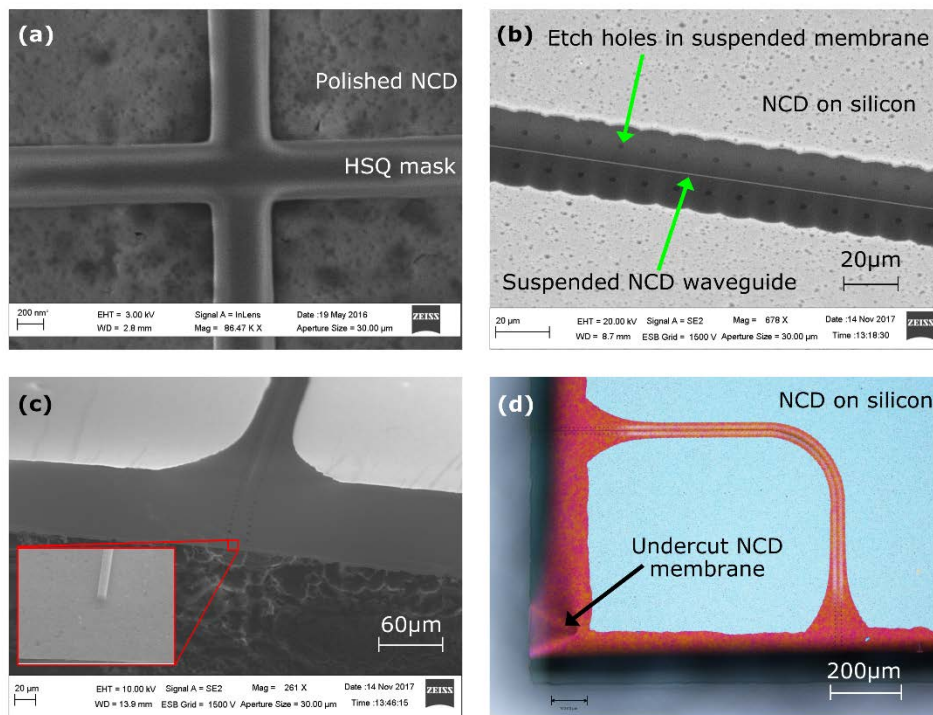 (a)
Polished NCD
HSQ mask
200 nm
EHT = 3.00 kV
Signal A = InLens
Date :19 May 2016
WD = 2.8 mm
Mag = 86.47 K X
Aperture Size = 30.00 µm
ZEISS
(b)
Etch holes in suspended membrane
NCD on silicon
Suspended NCD waveguide
20µm
20 µm
EHT = 20.00 kV
Signal A = SE2
Mag = 678 X
Date :14 Nov 2017
WD = 8.7 mm
ESB Grid = 1500 V
Aperture Size = 30.00 µm
Time :13:18:30
ZEISS
(c)
60µm
20 µm
EHT = 10.00 kV
Signal A = SE2
Mag = 261 X
Date :14 Nov 2017
WD = 13.9 mm
ESB Grid = 1500 V
Aperture Size = 30.00 µm
Time :13:46:15
ZEISS
(d)
NCD on silicon
Undercut NCD
membrane
200µm